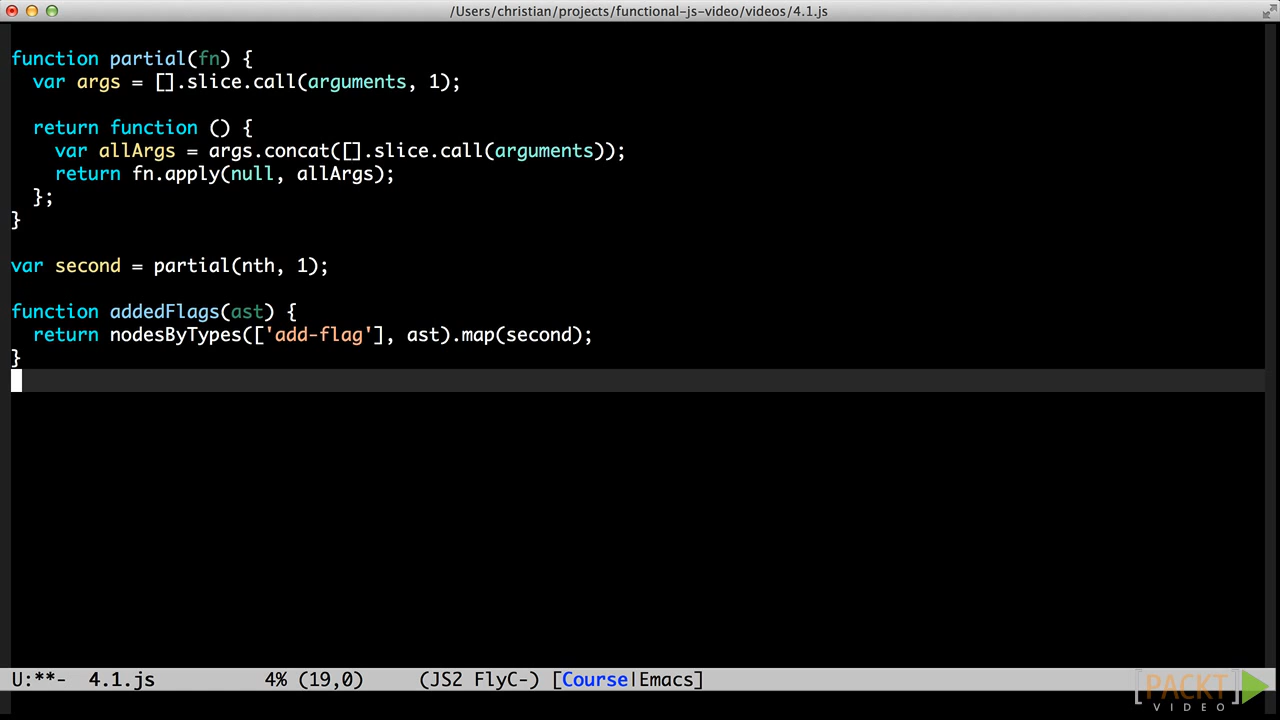 /Users/christian/projects/functional-js-video/videos/4.1.js
function partial(fn) {
  var args = [].slice.call(arguments, 1);
  return function () {
    var allArgs = args.concat([].slice.call(arguments));
    return fn.apply(null, allArgs);
  };
}
var second = partial(nth, 1);
function addedFlags(ast) {
  return nodesByTypes(['add-flag'], ast).map(second);
}
U:**-  4.1.js          4% (19,0)     (JS2 FlyC-) [Course|Emacs]
[PACKT]
VIDEO